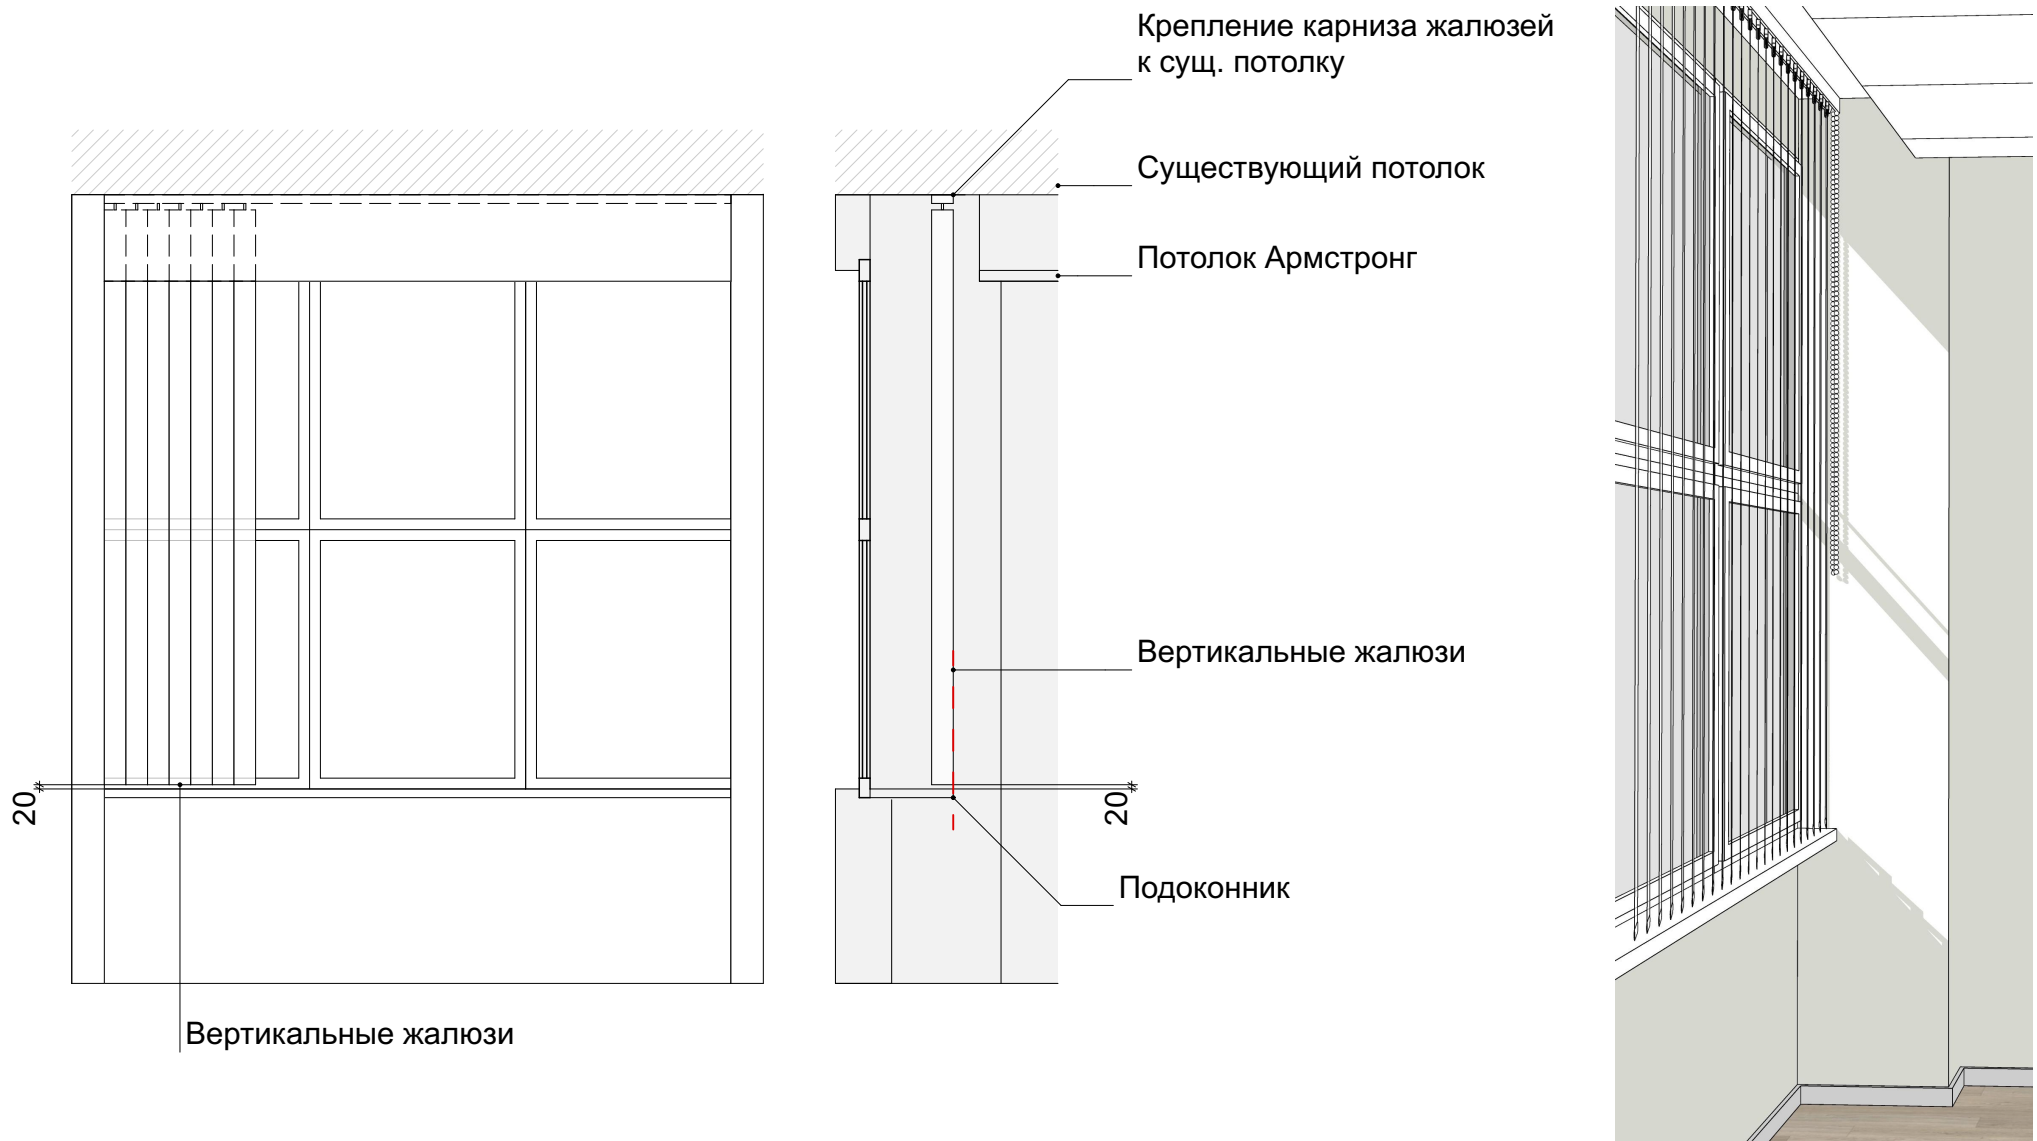 Крепление карниза жалюзей
к сущ. потолку
Существующий потолок
Потолок Армстронг
Вертикальные жалюзи
20
20
Подоконник
Вертикальные жалюзи